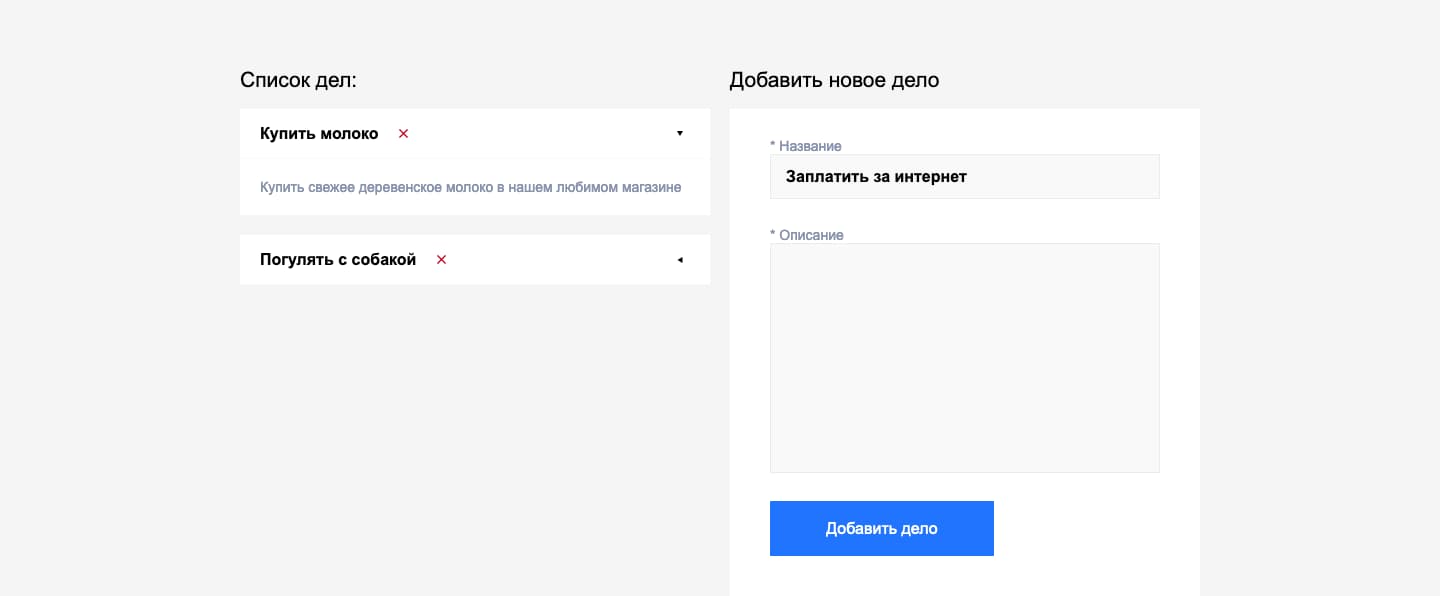 Список дел:
Купить молоко
Купить свежее деревенское молоко в нашем любимом магазине
Погулять с собакой
Добавить новое дело
* Название
Заплатить за интернет
* Описание
Добавить дело